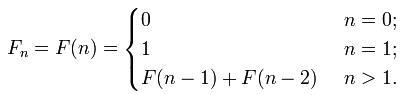 0 n = 0;
F_n = F(n) = { 1 n = 1;
F(n − 1) + F(n − 2) n > 1.